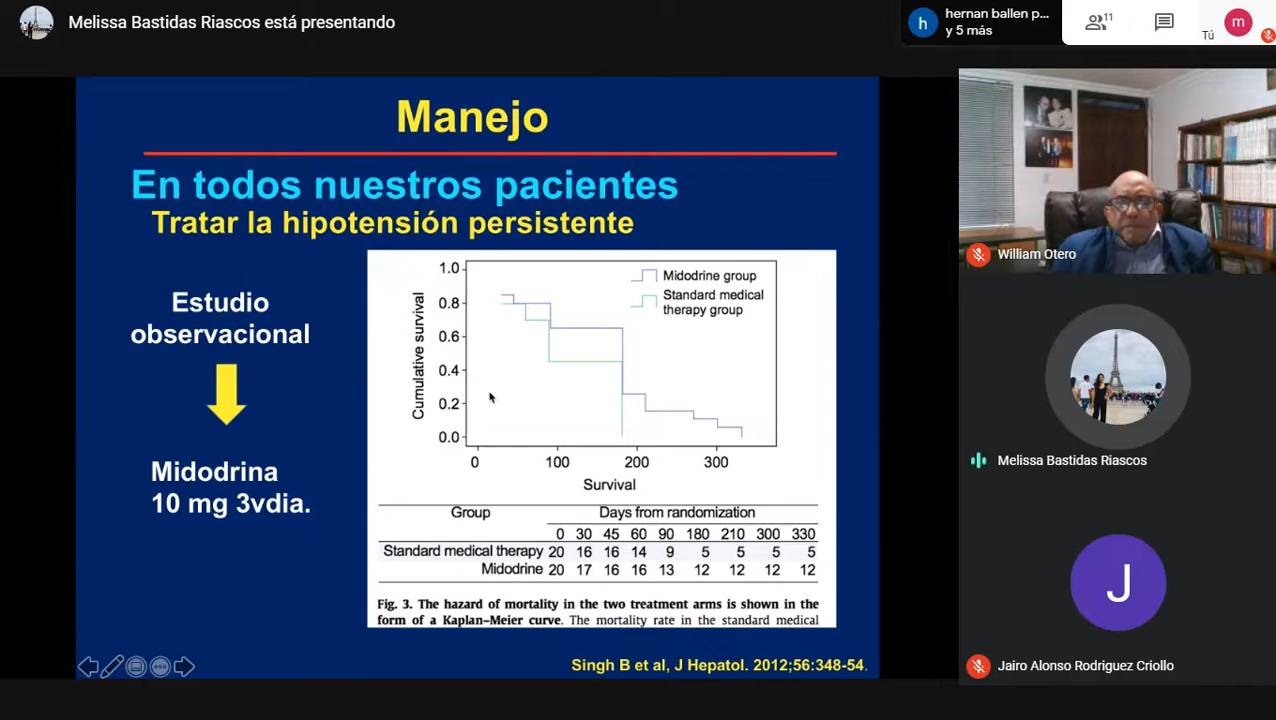 Melissa Bastidas Riascos está presentando
h
hernan ballen p...
y 5 más
11
Tú
m
Manejo
En todos nuestros pacientes
Tratar la hipotensión persistente
Estudio
observacional
Midodrina
10 mg 3vdia.
Cumulative survival
1.0
0.8
0.6
0.4
0.2
0.0
Midodrine group
Standard medical
therapy group
0 100 200 300
Survival
Group Days from randomization
0 30 45 60 90 180 210 300 330
Standard medical therapy 20 16 16 14 9 5 5 5 5
Midodrine 20 17 16 16 13 12 12 12 12
Fig. 3. The hazard of mortality in the two treatment arms is shown in the
form of a Kaplan–Meier curve. The mortality rate in the standard medical
Singh B et al, J Hepatol. 2012;56:348-54.
William Otero
Melissa Bastidas Riascos
J
Jairo Alonso Rodriguez Criollo